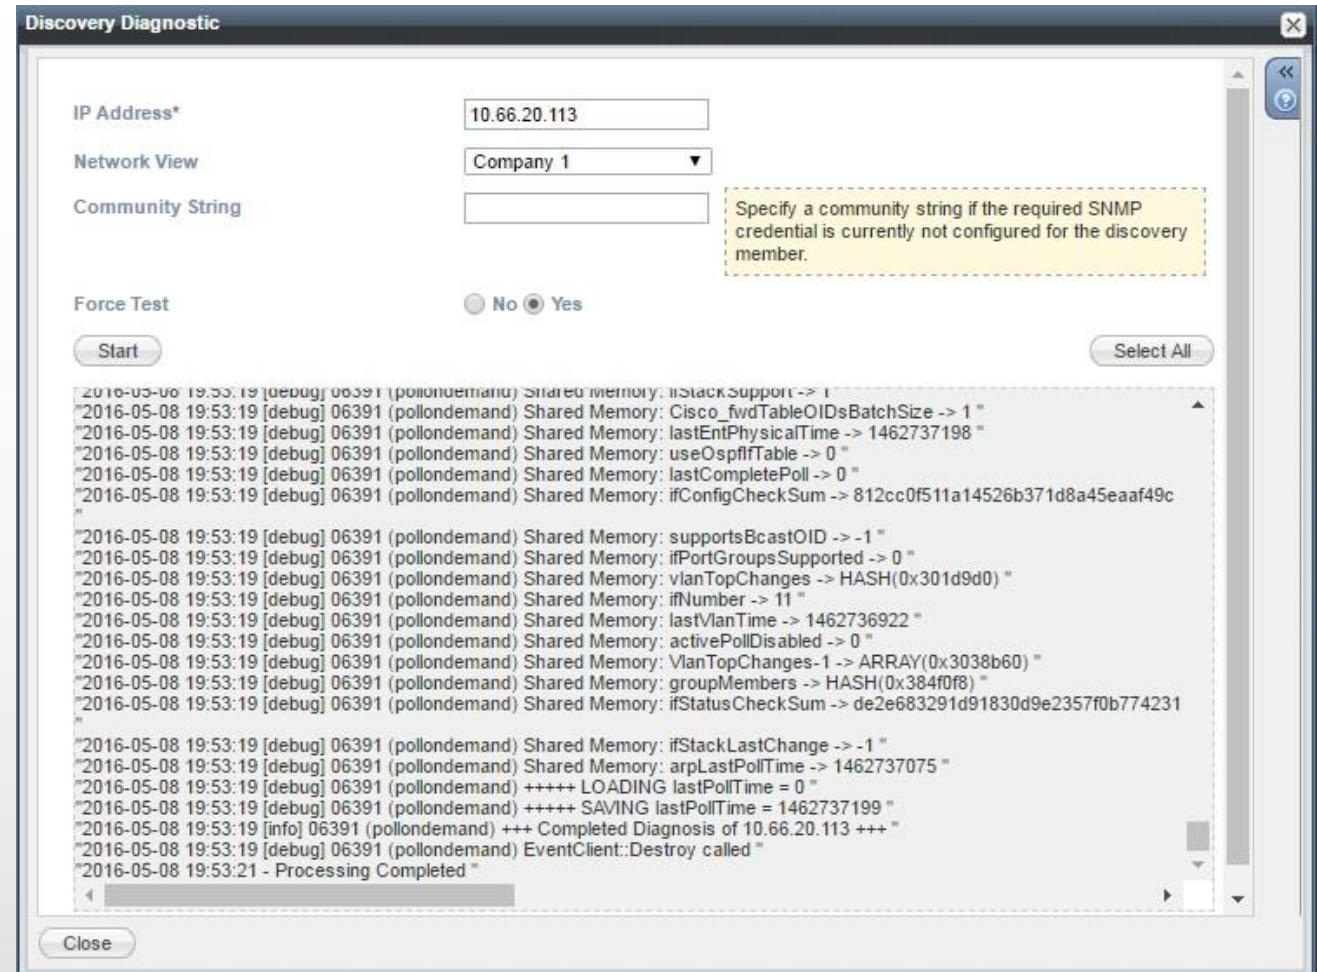 Discovery Diagnostic
IP Address*
10.66.20.113
Network View
Company 1
Community String
Specify a community string if the required SNMP
credential is currently not configured for the discovery
member.
Force Test
No
Yes
Start
Select All
"2016-05-08 19:53:19 [debug] 06391 (pollondemand) Shared Memory: ifStackSupport -> 1
"2016-05-08 19:53:19 [debug] 06391 (pollondemand) Shared Memory: Cisco_fwdTableOIDsBatchSize -> 1 "
"2016-05-08 19:53:19 [debug] 06391 (pollondemand) Shared Memory: lastEntPhysicalTime -> 1462737198 "
"2016-05-08 19:53:19 [debug] 06391 (pollondemand) Shared Memory: useOspfIfTable -> 0 "
"2016-05-08 19:53:19 [debug] 06391 (pollondemand) Shared Memory: lastCompletePoll -> 0 "
"2016-05-08 19:53:19 [debug] 06391 (pollondemand) Shared Memory: ifConfigCheckSum -> 812cc0f511a14526b371d8a45eaaf49c
"
"2016-05-08 19:53:19 [debug] 06391 (pollondemand) Shared Memory: supportsBcastOID -> -1 "
"2016-05-08 19:53:19 [debug] 06391 (pollondemand) Shared Memory: ifPortGroupsSupported -> 0 "
"2016-05-08 19:53:19 [debug] 06391 (pollondemand) Shared Memory: vlanTopChanges -> HASH(0x301d9d0) "
"2016-05-08 19:53:19 [debug] 06391 (pollondemand) Shared Memory: ifNumber -> 11 "
"2016-05-08 19:53:19 [debug] 06391 (pollondemand) Shared Memory: lastVlanTime -> 1462736922 "
"2016-05-08 19:53:19 [debug] 06391 (pollondemand) Shared Memory: activePollDisabled -> 0 "
"2016-05-08 19:53:19 [debug] 06391 (pollondemand) Shared Memory: VlanTopChanges-1 -> ARRAY(0x3038b60) "
"2016-05-08 19:53:19 [debug] 06391 (pollondemand) Shared Memory: groupMembers -> HASH(0x384f0f8) "
"2016-05-08 19:53:19 [debug] 06391 (pollondemand) Shared Memory: ifStatusCheckSum -> de2e683291d91830d9e2357f0b774231
"
"2016-05-08 19:53:19 [debug] 06391 (pollondemand) Shared Memory: ifStackLastChange -> -1 "
"2016-05-08 19:53:19 [debug] 06391 (pollondemand) Shared Memory: arpLastPollTime -> 1462737075 "
"2016-05-08 19:53:19 [debug] 06391 (pollondemand) +++++ LOADING lastPollTime = 0 "
"2016-05-08 19:53:19 [debug] 06391 (pollondemand) +++++ SAVING lastPollTime = 1462737199 "
"2016-05-08 19:53:19 [info] 06391 (pollondemand) +++ Completed Diagnosis of 10.66.20.113 +++ "
"2016-05-08 19:53:19 [debug] 06391 (pollondemand) EventClient::Destroy called "
"2016-05-08 19:53:21 - Processing Completed "
Close